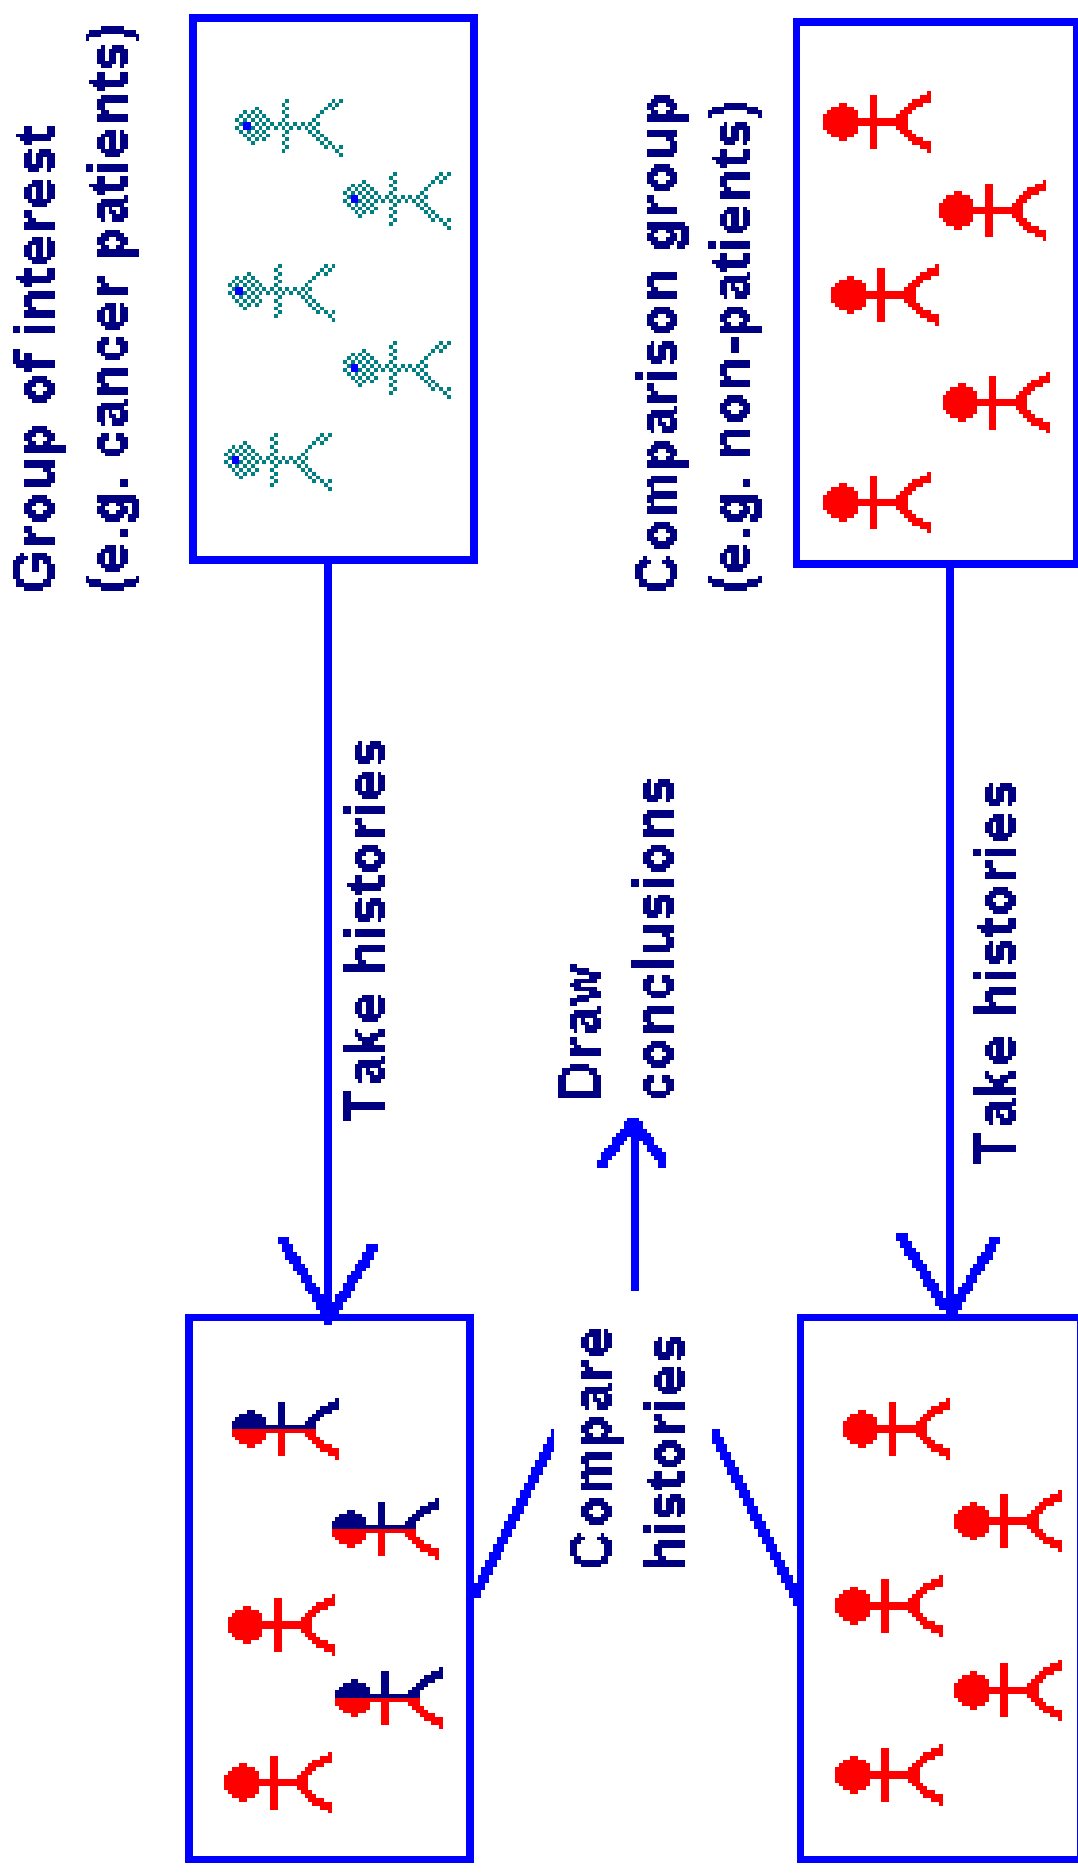 Group of interest
(e.g. cancer patients)
Take histories
Compare
histories
Draw
conclusions
Comparison group
(e.g. non-patients)
Take histories